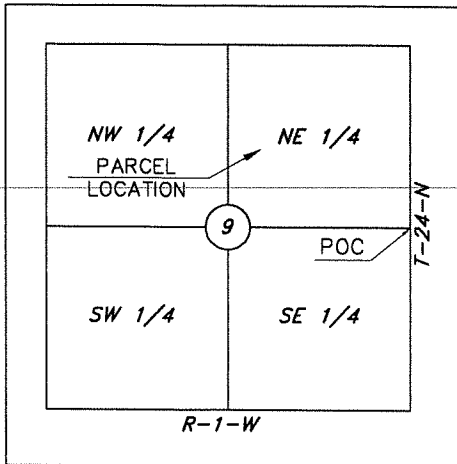 NW 1/4
NE 1/4
PARCEL
LOCATION
9
POC
T-24-N
SW 1/4
SE 1/4
R-1-W